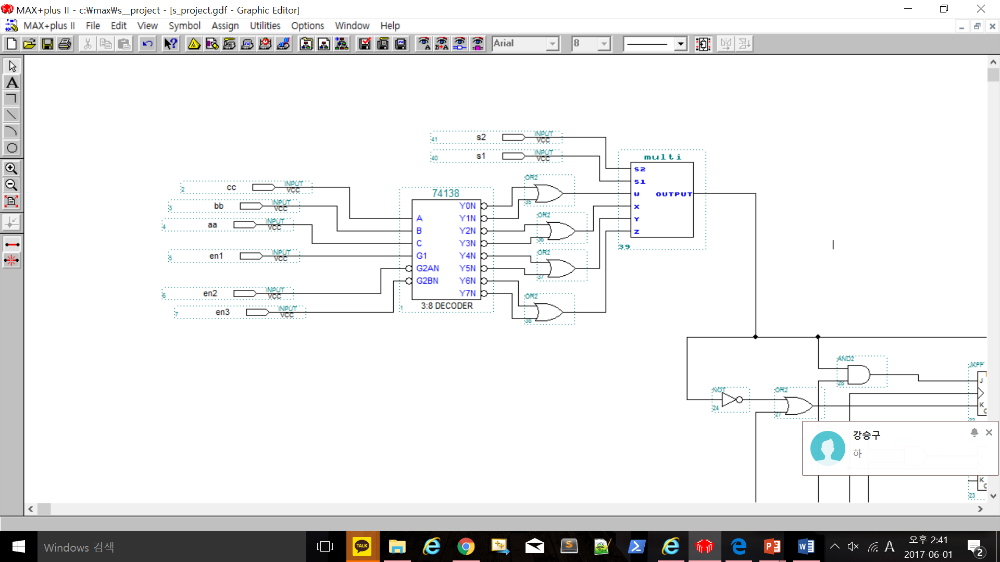 MAX+plus II - c:₩max₩s__project - [s_project.gdf - Graphic Editor]
MAX+plus II File Edit View Symbol Assign Utilities Options Window Help
Arial 8
41 s2 INPUT VCC
40 s1 INPUT VCC
multi
S2
S1
W OUTPUT
X
Y
Z
39
2 cc INPUT VCC
3 bb INPUT VCC
4 aa INPUT VCC
5 en1 INPUT VCC
6 en2 INPUT VCC
7 en3 INPUT VCC
74138
Y0N
A Y1N
B Y2N
C Y3N
G1 Y4N
G2AN Y5N
G2BN Y6N
Y7N
1 3:8 DECODER
OR2
35
OR2
36
OR2
37
OR2
38
AND2
28
NOT
24
OR2
27
JKFF
J
K
22
K
23
강승구
하
Windows 검색
TALK
오후 2:41
2017-06-01
A
2